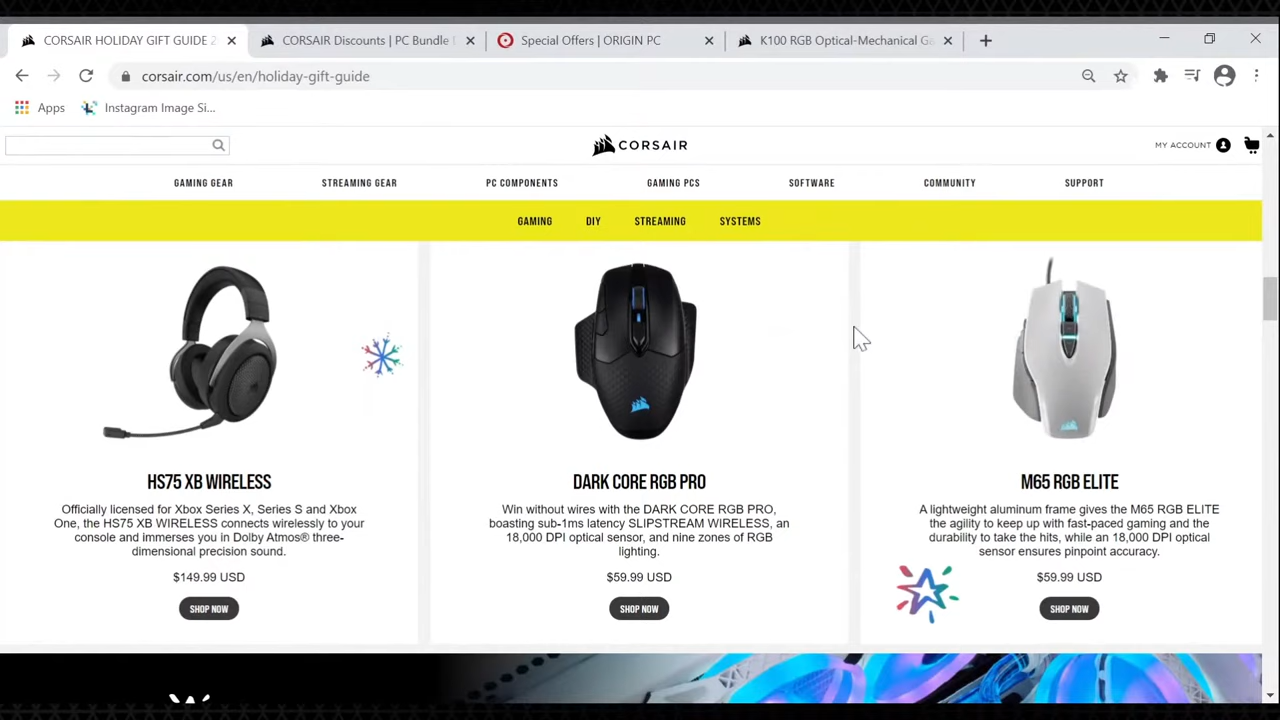 CORSAIR HOLIDAY GIFT GUIDE 2
CORSAIR Discounts | PC Bundle
Special Offers | ORIGIN PC
K100 RGB Optical-Mechanical Ga
corsair.com/us/en/holiday-gift-guide
Apps
Instagram Image Si...
CORSAIR
MY ACCOUNT
GAMING GEAR
STREAMING GEAR
PC COMPONENTS
GAMING PCS
SOFTWARE
COMMUNITY
SUPPORT
GAMING
DIY
STREAMING
SYSTEMS
HS75 XB WIRELESS
Officially licensed for Xbox Series X, Series S and Xbox
One, the HS75 XB WIRELESS connects wirelessly to your
console and immerses you in Dolby Atmos® three-
dimensional precision sound.
$149.99 USD
SHOP NOW
DARK CORE RGB PRO
Win without wires with the DARK CORE RGB PRO,
boasting sub-1ms latency SLIPSTREAM WIRELESS, an
18,000 DPI optical sensor, and nine zones of RGB
lighting.
$59.99 USD
SHOP NOW
M65 RGB ELITE
A lightweight aluminum frame gives the M65 RGB ELITE
the agility to keep up with fast-paced gaming and the
durability to take the hits, while an 18,000 DPI optical
sensor ensures pinpoint accuracy.
$59.99 USD
SHOP NOW